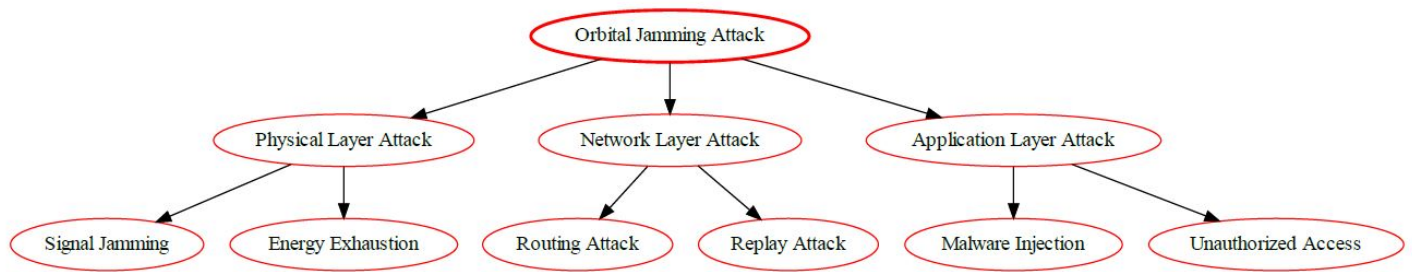 Orbital Jamming Attack
Physical Layer Attack
Network Layer Attack
Application Layer Attack
Signal Jamming
Energy Exhaustion
Routing Attack
Replay Attack
Malware Injection
Unauthorized Access